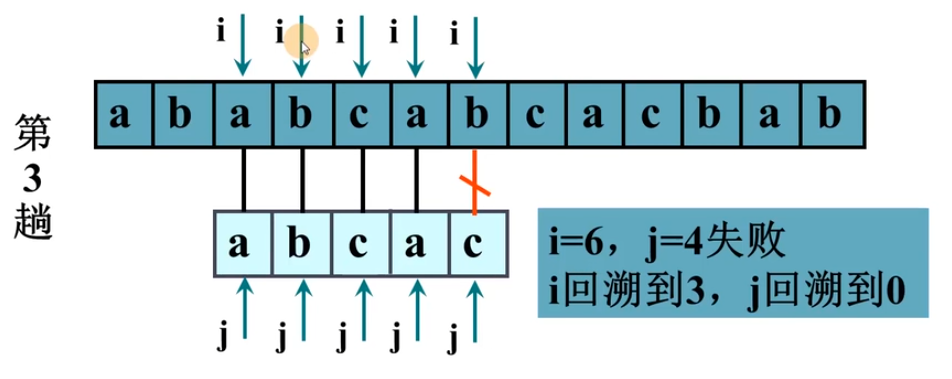 i i i i i
a b a b c a b c a c b a b
第
3
趟
a b c a c
i=6，j=4失败
i回溯到3，j回溯到0
j j j j j